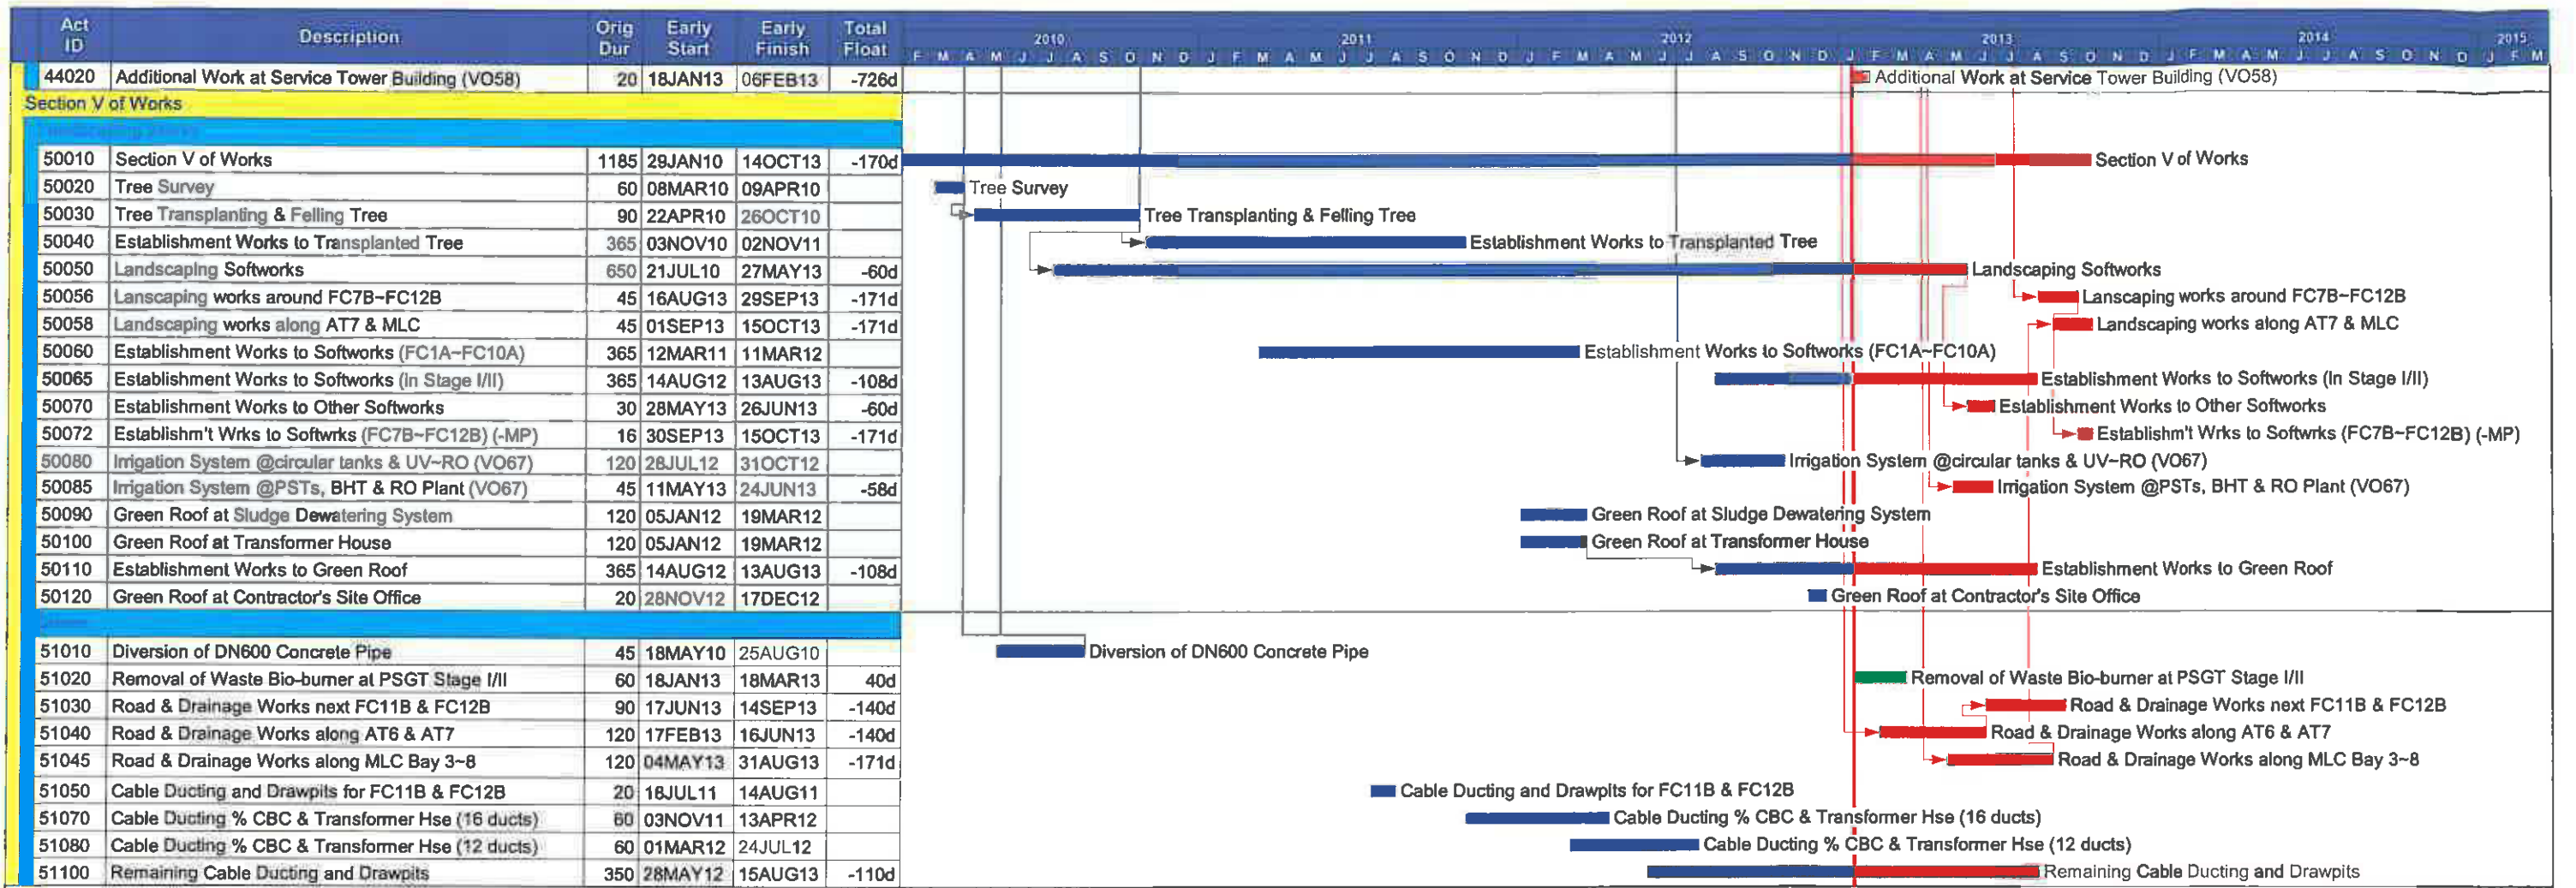 Act ID Description Orig Dur Early Start Early Finish Total Float
2010 2011 2012 2013 2014 2015
F M A M J J A S O N D J F M A M J J A S O N D J F M A M J J A S O N D J F M A M J J A S O N D J F M A M J J A S O N D J F M
44020 Additional Work at Service Tower Building (VO58) 20 18JAN13 06FEB13 -726d Additional Work at Service Tower Building (VO58)
Section V of Works
50010 Section V of Works 1185 29JAN10 14OCT13 -170d Section V of Works
50020 Tree Survey 60 08MAR10 09APR10 Tree Survey
50030 Tree Transplanting & Felling Tree 90 22APR10 26OCT10 Tree Transplanting & Felling Tree
50040 Establishment Works to Transplanted Tree 365 03NOV10 02NOV11 Establishment Works to Transplanted Tree
50050 Landscaping Softworks 650 21JUL10 27MAY13 -60d Landscaping Softworks
50056 Lanscaping works around FC7B~FC12B 45 16AUG13 29SEP13 -171d Lanscaping works around FC7B~FC12B
50058 Landscaping works along AT7 & MLC 45 01SEP13 15OCT13 -171d Landscaping works along AT7 & MLC
50060 Establishment Works to Softworks (FC1A~FC10A) 365 12MAR11 11MAR12 Establishment Works to Softworks (FC1A~FC10A)
50065 Establishment Works to Softworks (In Stage I/II) 365 14AUG12 13AUG13 -108d Establishment Works to Softworks (In Stage I/II)
50070 Establishment Works to Other Softworks 30 28MAY13 26JUN13 -60d Establishment Works to Other Softworks
50072 Establishm't Wrks to Softwrks (FC7B~FC12B) (-MP) 16 30SEP13 15OCT13 -171d Establishm't Wrks to Softwrks (FC7B~FC12B) (-MP)
50080 Irrigation System @circular tanks & UV~RO (VO67) 120 28JUL12 31OCT12 Irrigation System @circular tanks & UV~RO (VO67)
50085 Irrigation System @PSTs, BHT & RO Plant (VO67) 45 11MAY13 24JUN13 -58d Irrigation System @PSTs, BHT & RO Plant (VO67)
50090 Green Roof at Sludge Dewatering System 120 05JAN12 19MAR12 Green Roof at Sludge Dewatering System
50100 Green Roof at Transformer House 120 05JAN12 19MAR12 Green Roof at Transformer House
50110 Establishment Works to Green Roof 365 14AUG12 13AUG13 -108d Establishment Works to Green Roof
50120 Green Roof at Contractor's Site Office 20 28NOV12 17DEC12 Green Roof at Contractor's Site Office
51010 Diversion of DN600 Concrete Pipe 45 18MAY10 25AUG10 Diversion of DN600 Concrete Pipe
51020 Removal of Waste Bio-burner at PSGT Stage I/II 60 18JAN13 18MAR13 40d Removal of Waste Bio-burner at PSGT Stage I/II
51030 Road & Drainage Works next FC11B & FC12B 90 17JUN13 14SEP13 -140d Road & Drainage Works next FC11B & FC12B
51040 Road & Drainage Works along AT6 & AT7 120 17FEB13 16JUN13 -140d Road & Drainage Works along AT6 & AT7
51045 Road & Drainage Works along MLC Bay 3~8 120 04MAY13 31AUG13 -171d Road & Drainage Works along MLC Bay 3~8
51050 Cable Ducting and Drawpits for FC11B & FC12B 20 16JUL11 14AUG11 Cable Ducting and Drawpits for FC11B & FC12B
51070 Cable Ducting % CBC & Transformer Hse (16 ducts) 60 03NOV11 13APR12 Cable Ducting % CBC & Transformer Hse (16 ducts)
51080 Cable Ducting % CBC & Transformer Hse (12 ducts) 60 01MAR12 24JUL12 Cable Ducting % CBC & Transformer Hse (12 ducts)
51100 Remaining Cable Ducting and Drawpits 350 28MAY12 15AUG13 -110d Remaining Cable Ducting and Drawpits